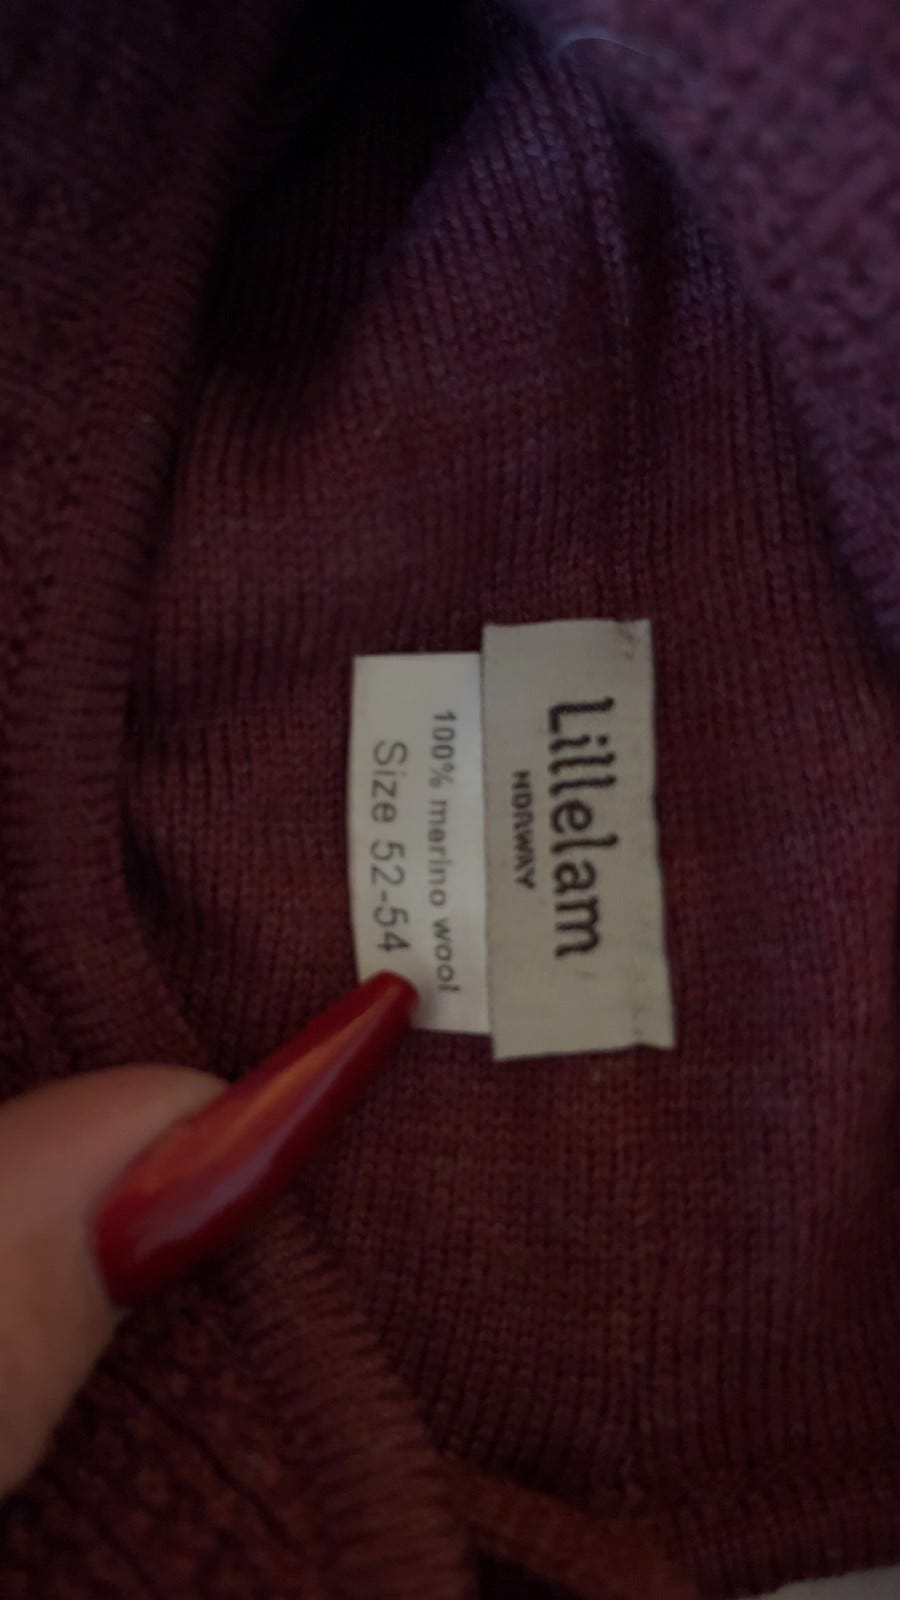 Lillelam
NORWAY
100% merino wool
Size 52-54